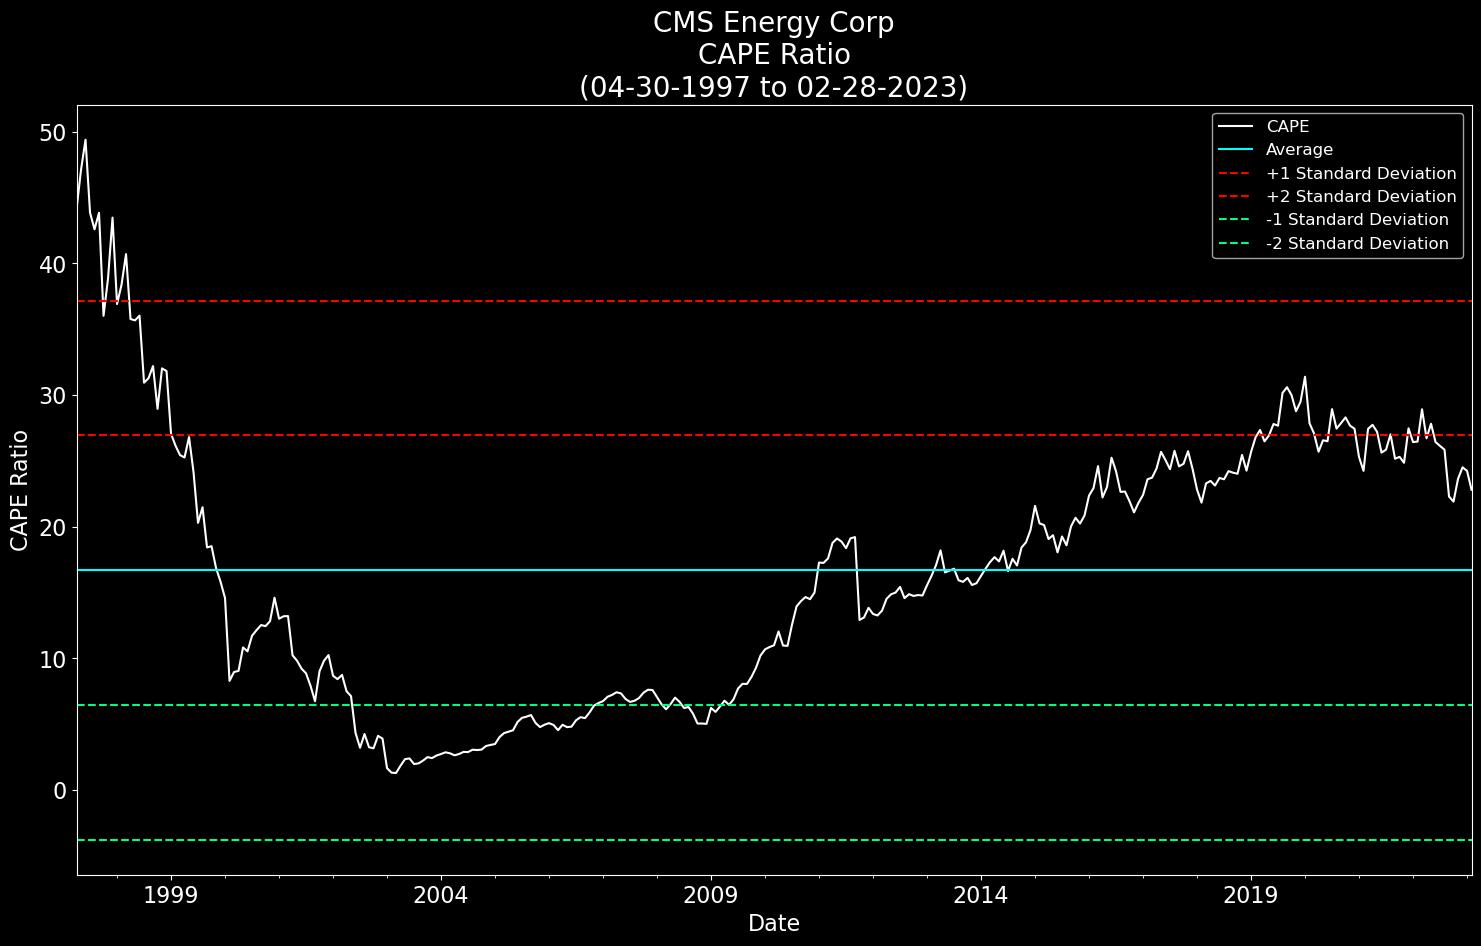 CMS Energy Corp
CAPE Ratio
(04-30-1997 to 02-28-2023)
CAPE
Average
+1 Standard Deviation
+2 Standard Deviation
-1 Standard Deviation
-2 Standard Deviation
CAPE Ratio
50
40
30
20
10
0
1999 2004 2009 2014 2019
Date